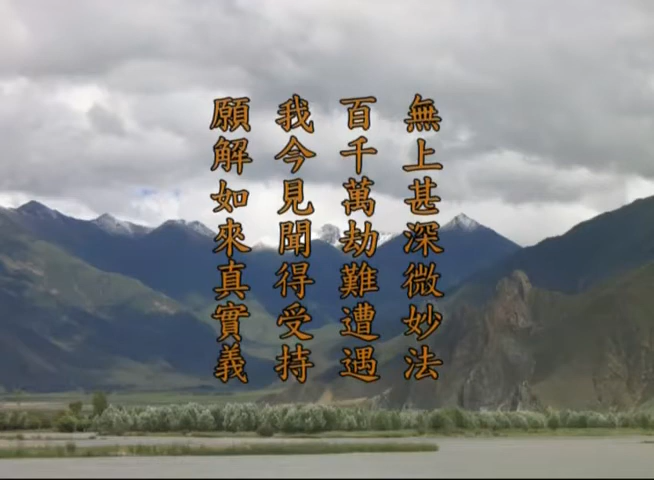 無上甚深微妙法
百千萬劫難遭遇
我今見聞得受持
願解如來真實義